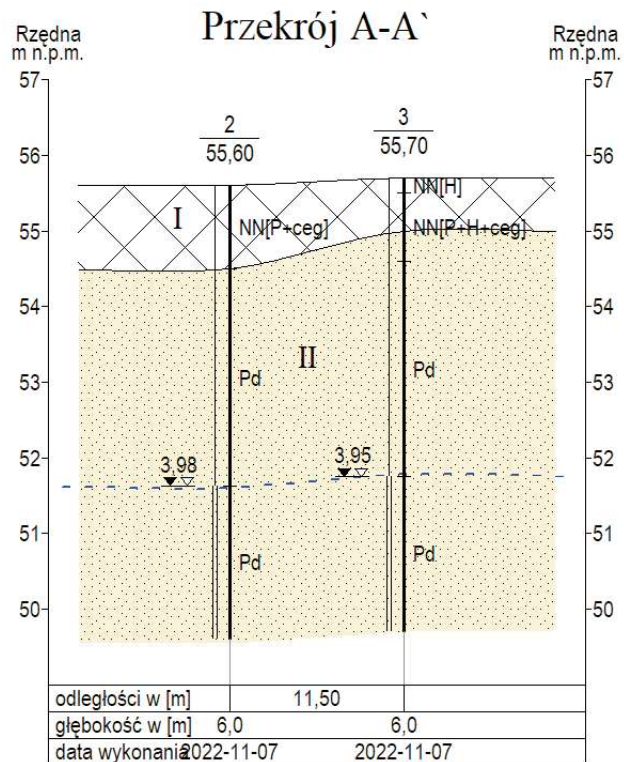 Przekrój A-A`
Rzędna
m n.p.m.
Rzędna
m n.p.m.
57
57
2
55,60
3
55,70
56
56
NN[H]
I
NN[P+ceg]
NN[P+H+ceg]
55
55
54
54
II
Pd
Pd
53
53
3,98
3,95
52
52
51
51
Pd
Pd
50
50
odległości w [m] 11,50
głębokość w [m] 6,0 6,0
data wykonania 2022-11-07 2022-11-07